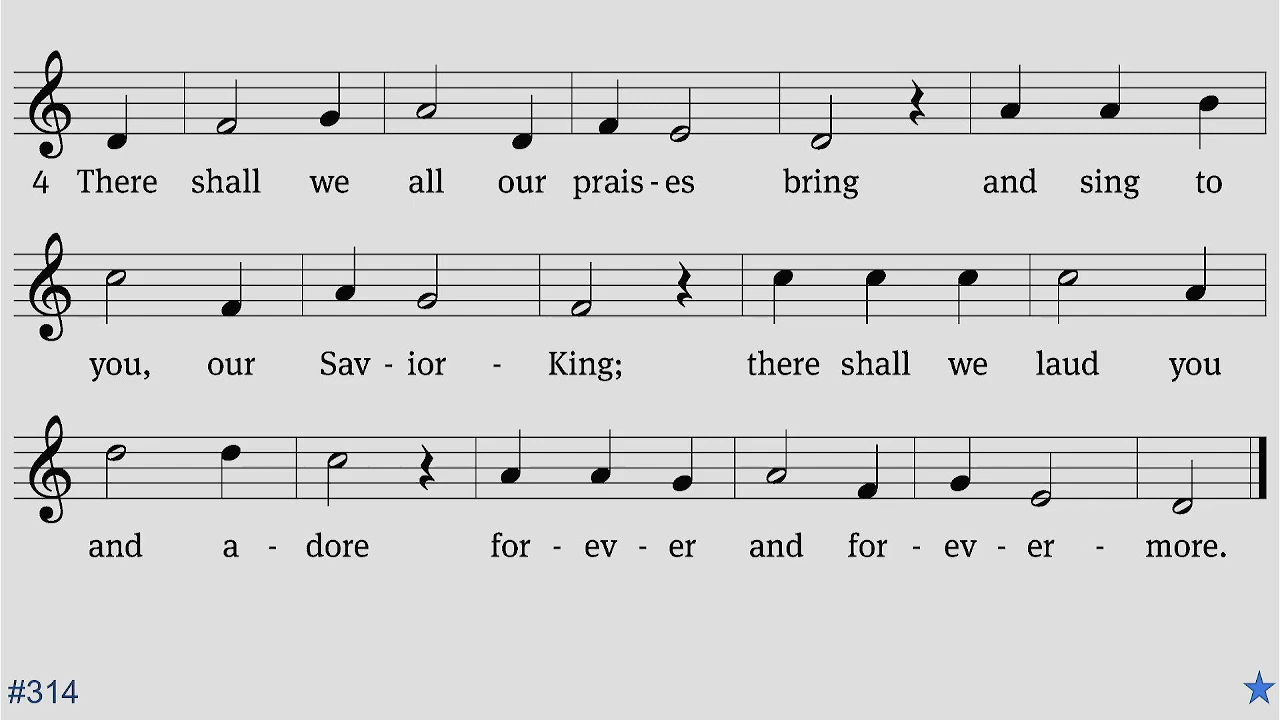 4 There shall we all our prais - es bring and sing to
you, our Sav - ior - King; there shall we laud you
and a - dore for - ev - er and for - ev - er - more.
#314